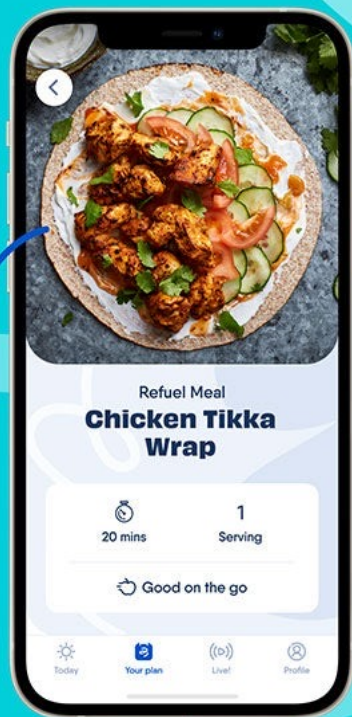 Refuel Meal
Chicken Tikka
Wrap
20 mins
1
Serving
Good on the go
Today
Your plan
Live!
Profile